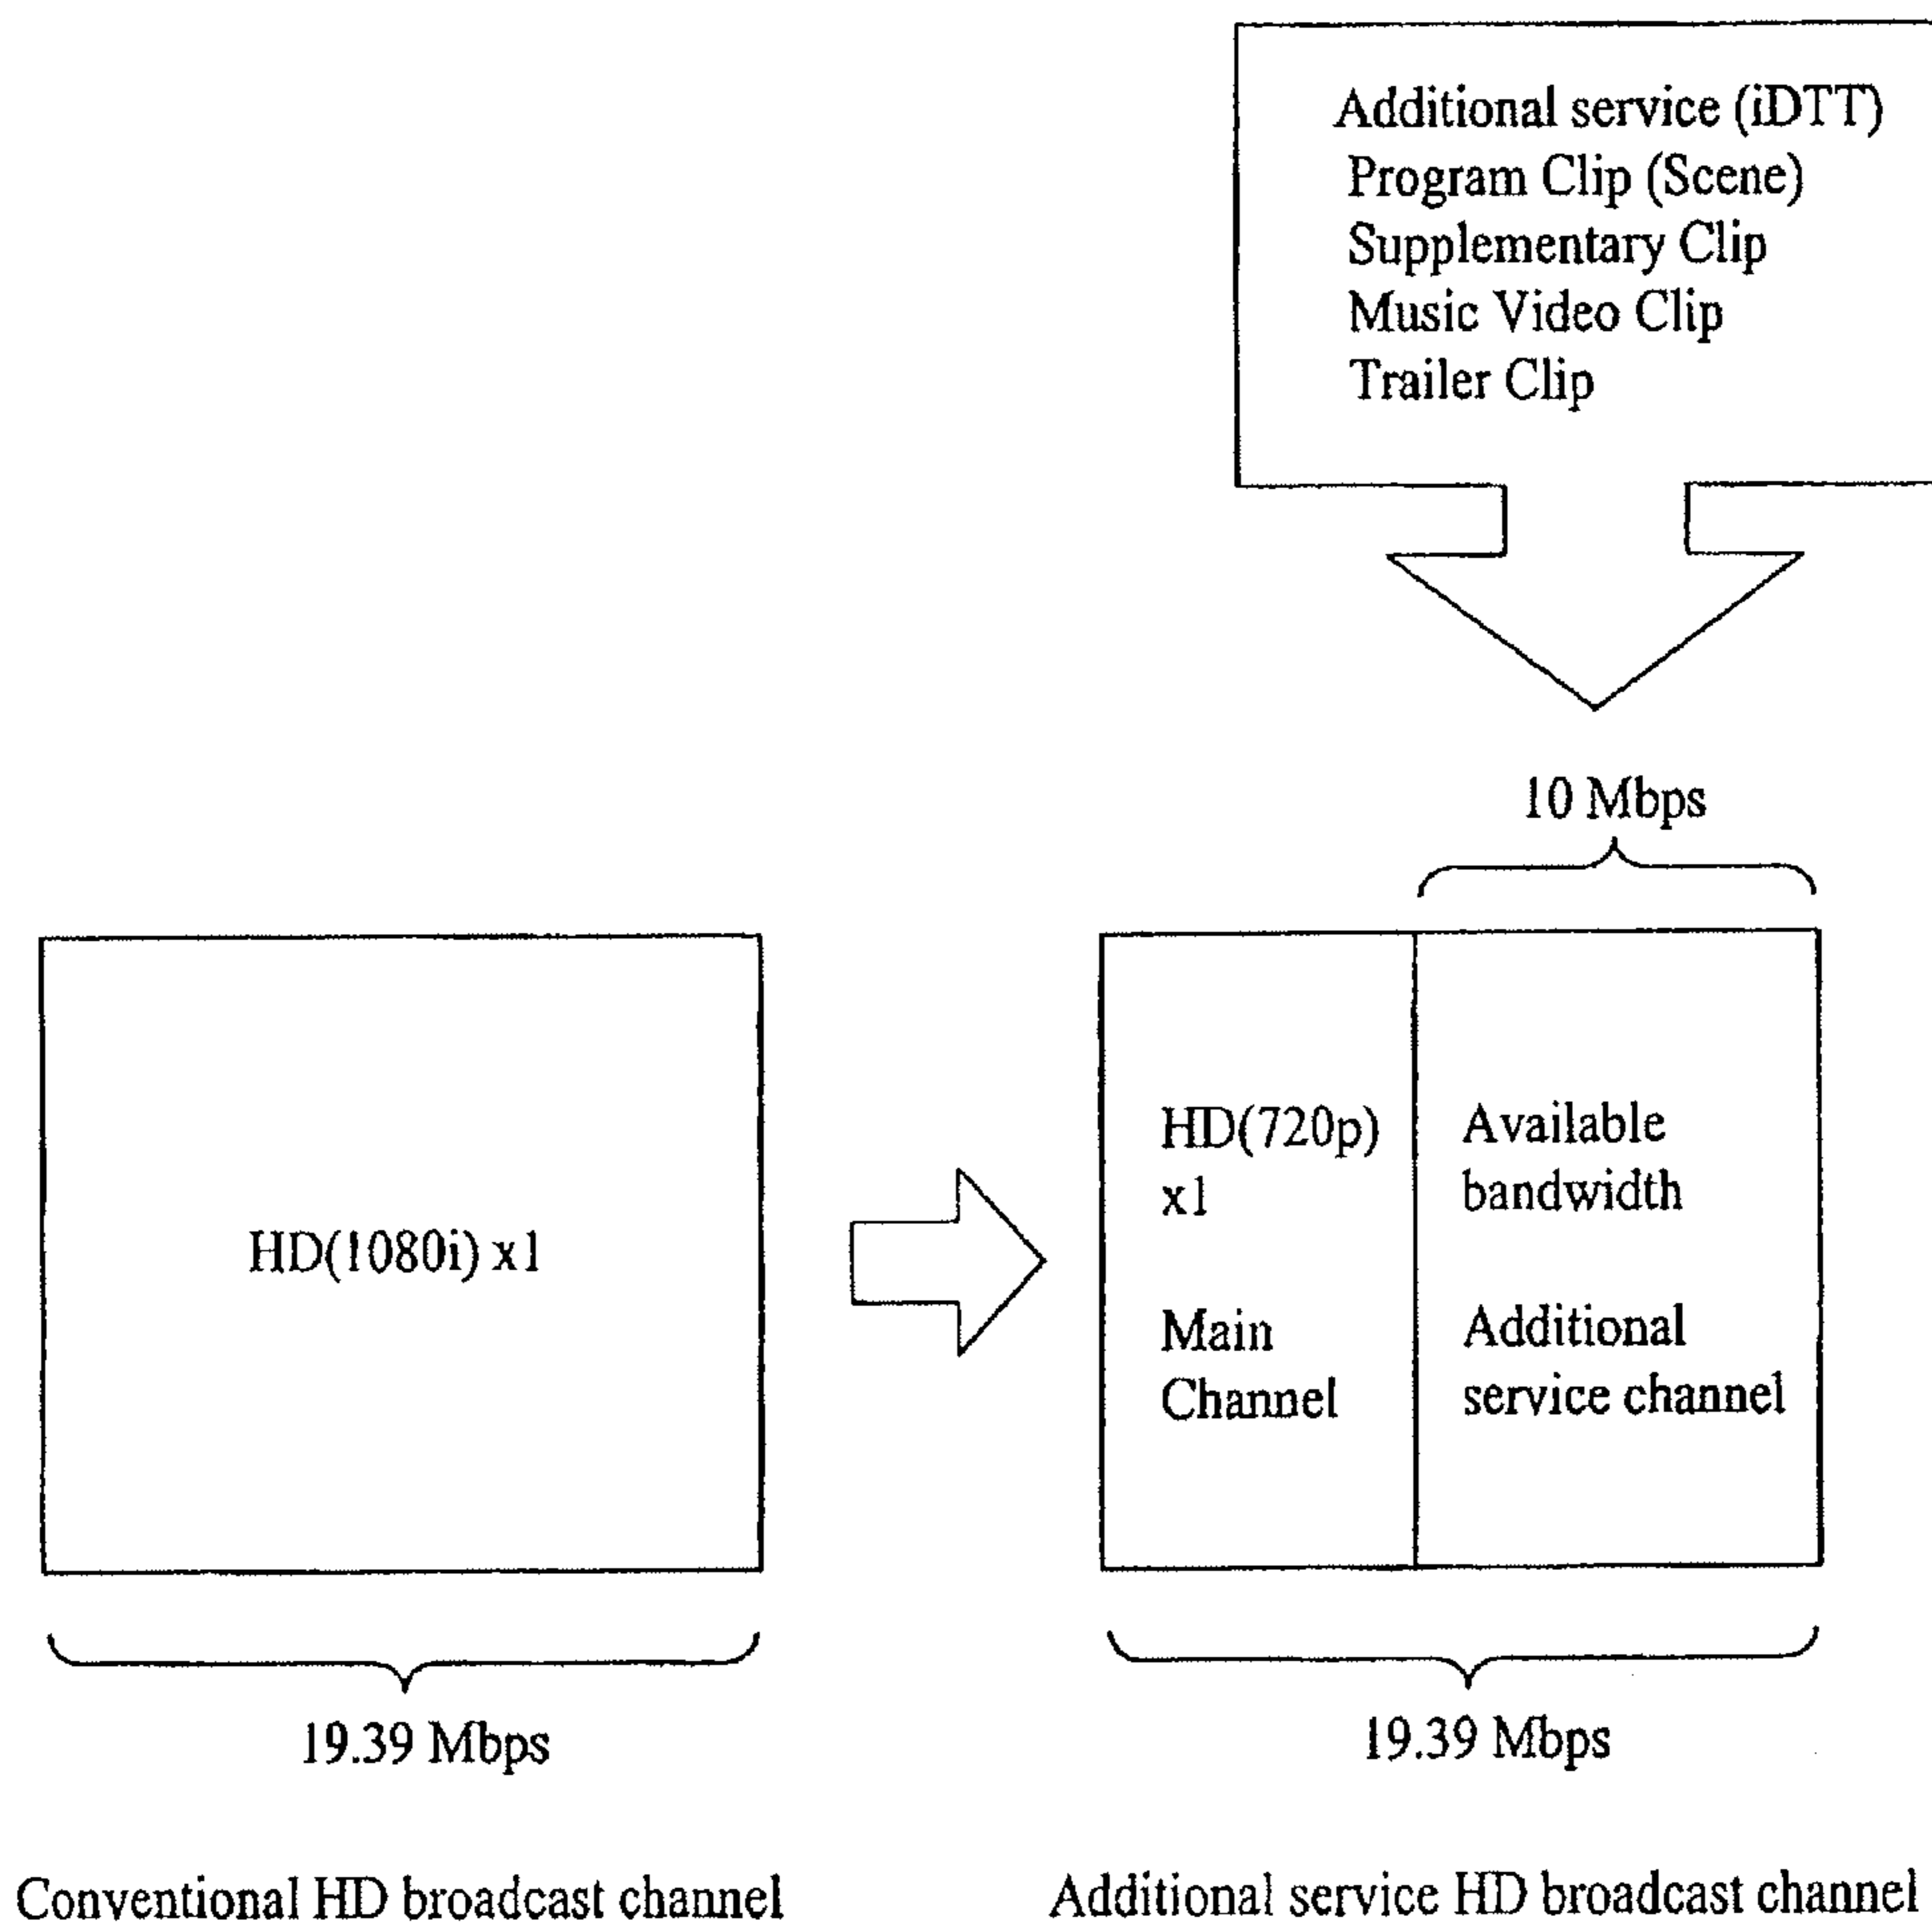 Additional service (iDTT)
Program Clip (Scene)
Supplementary Clip
Music Video Clip
Trailer Clip
10 Mbps
HD(1080i) x1
HD(720p)
x1
Main
Channel
Available
bandwidth
Additional
service channel
19.39 Mbps
19.39 Mbps
Conventional HD broadcast channel
Additional service HD broadcast channel